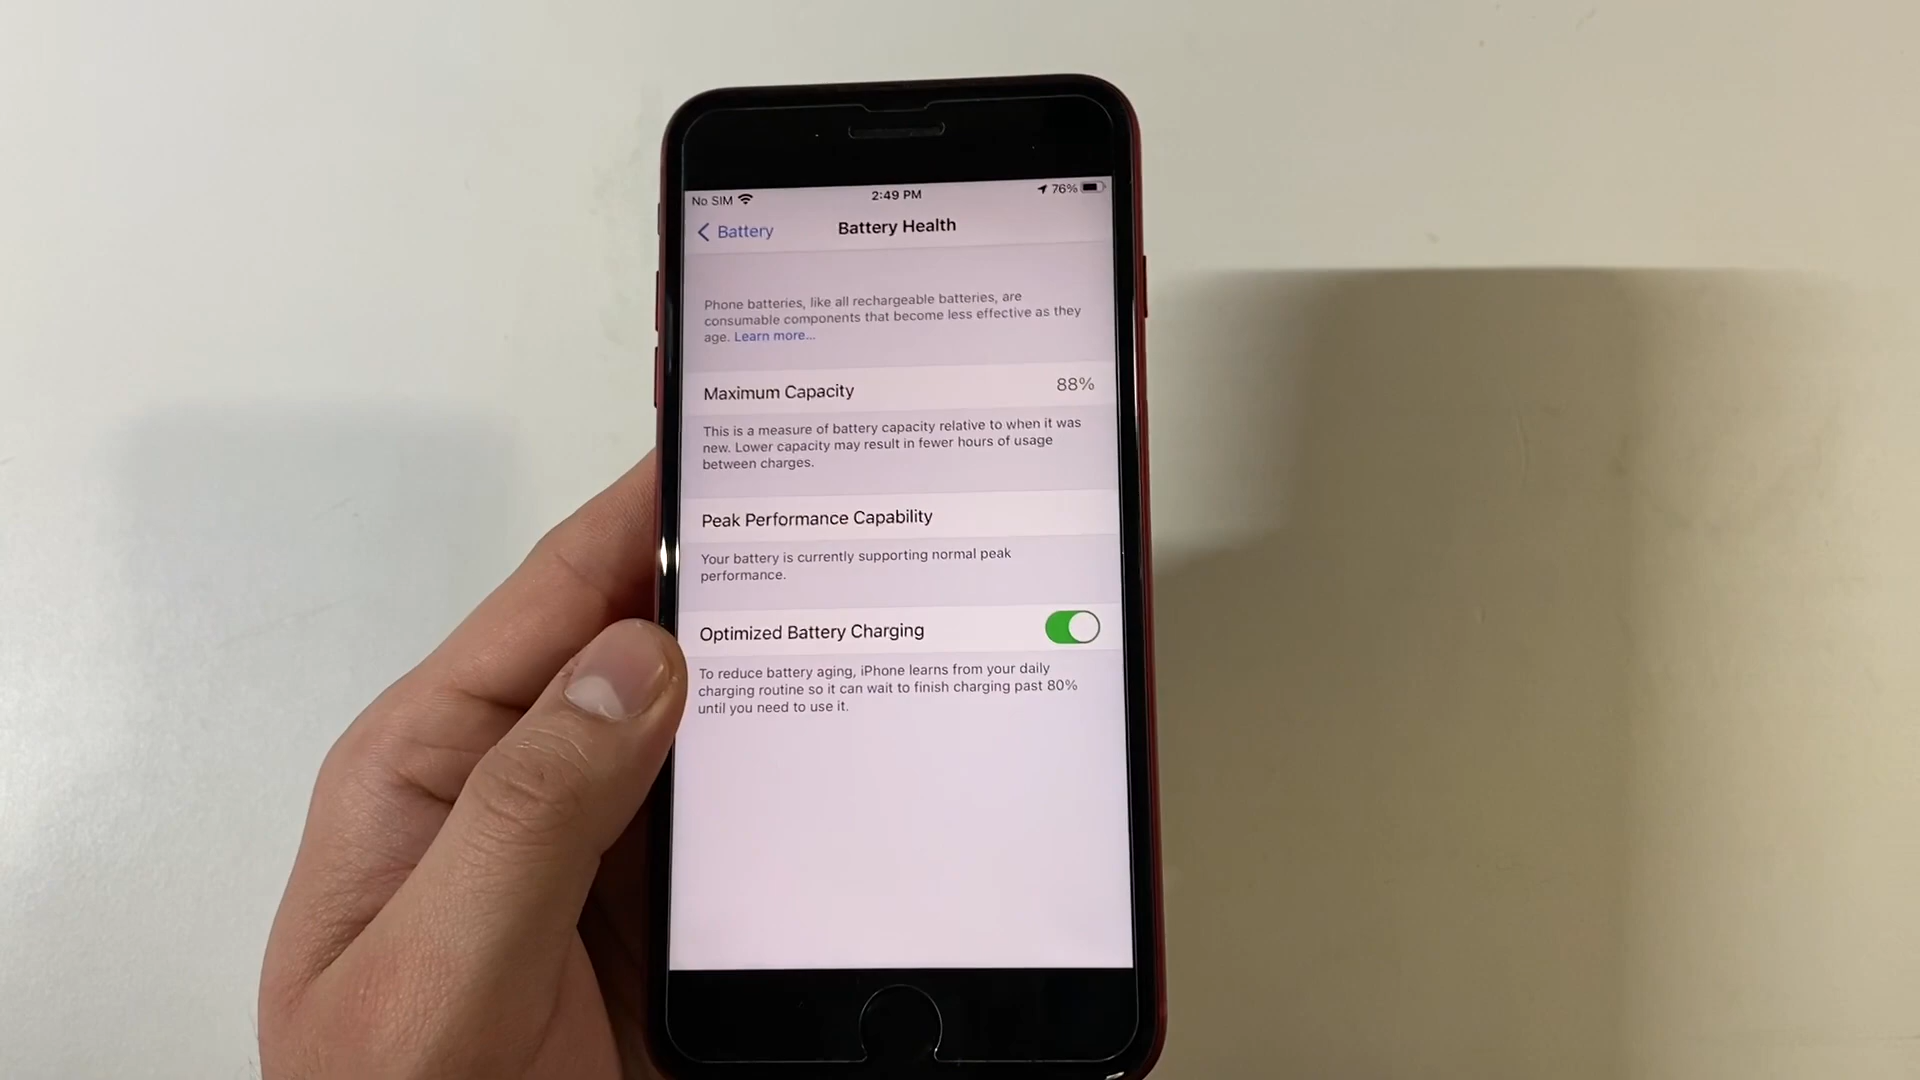 No SIM 2:49 PM 76%
Battery Battery Health
Phone batteries, like all rechargeable batteries, are
consumable components that become less effective as they
age. Learn more...
Maximum Capacity 88%
This is a measure of battery capacity relative to when it was
new. Lower capacity may result in fewer hours of usage
between charges.
Peak Performance Capability
Your battery is currently supporting normal peak
performance.
Optimized Battery Charging
To reduce battery aging, iPhone learns from your daily
charging routine so it can wait to finish charging past 80%
until you need to use it.